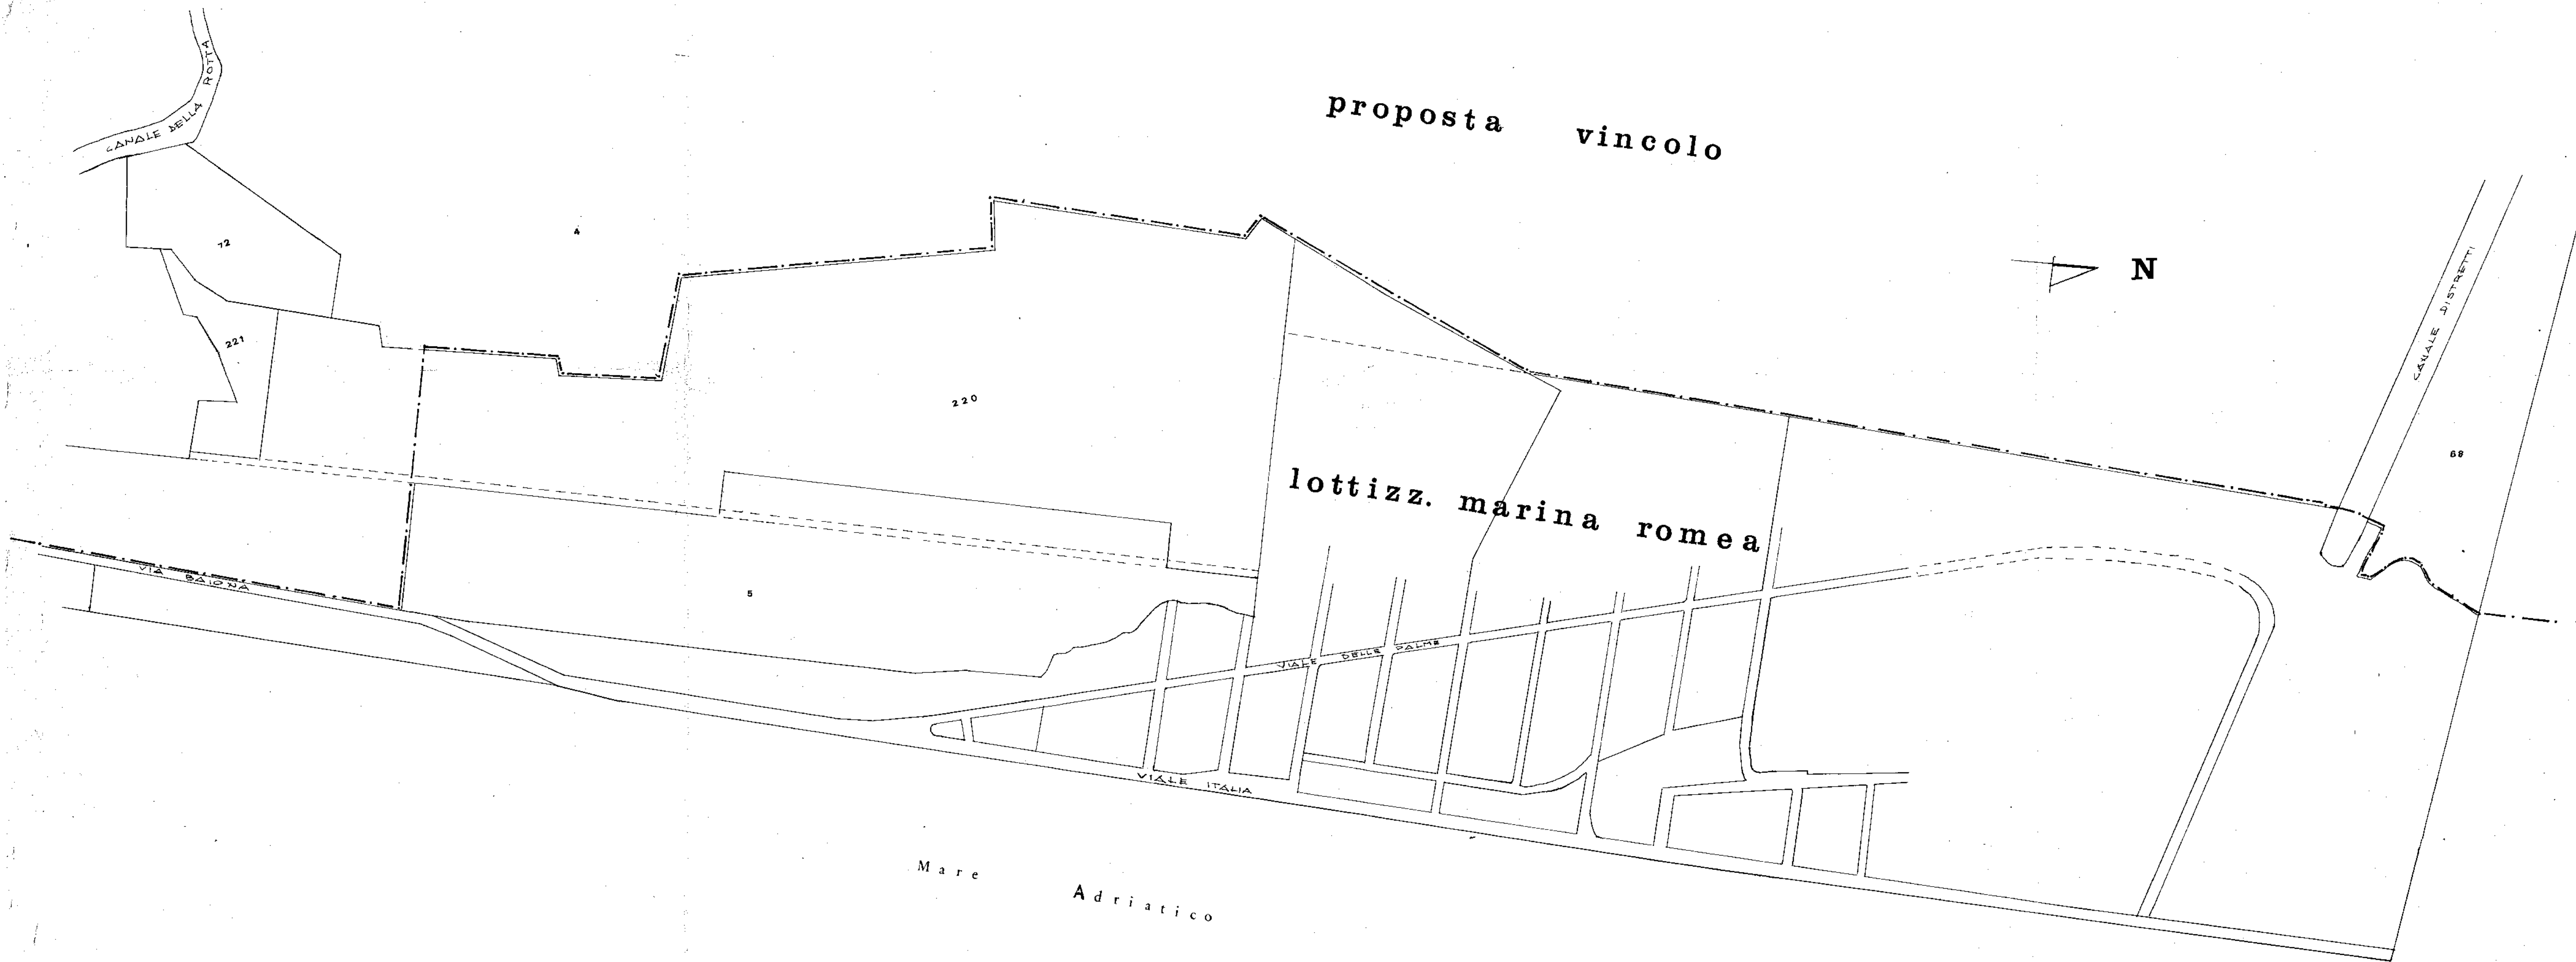 CANALE DELLA ROTTA
proposta vincolo
72
4
N
CANALE DISTRETTI
221
220
68
lottizz. marina romea
VIA BAIONA
5
VIALE DELLE PALME
VIALE ITALIA
Mare Adriatico